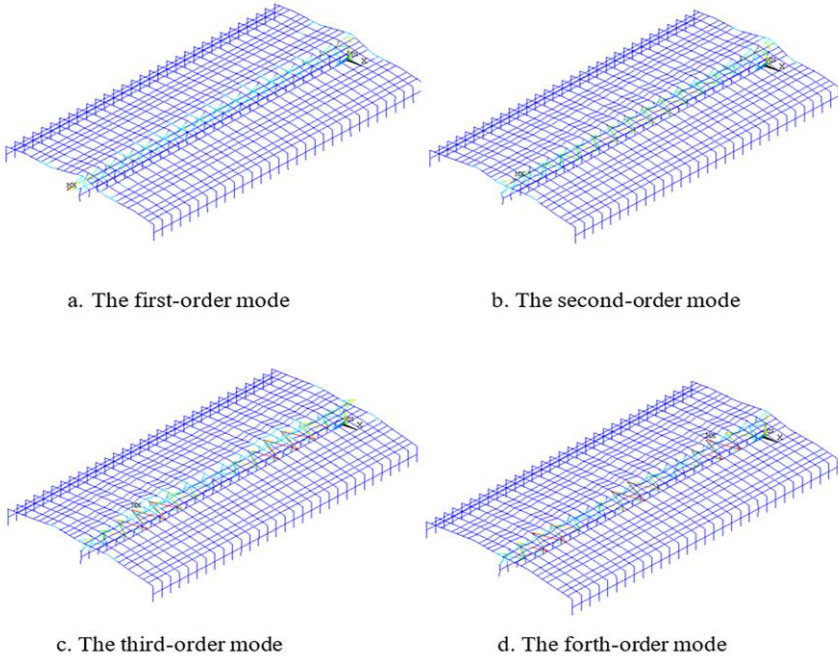 a. The first-order mode
b. The second-order mode
c. The third-order mode
d. The forth-order mode